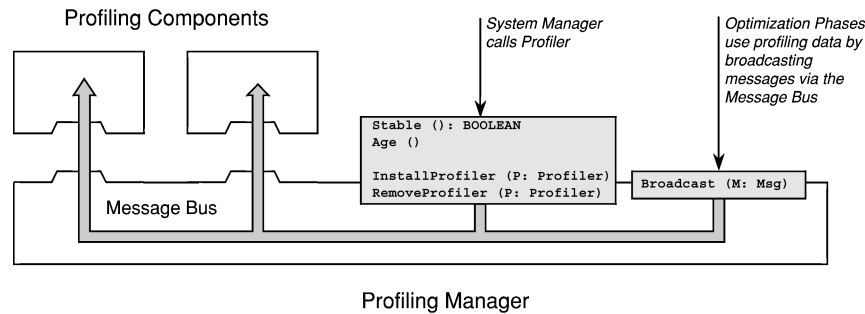 Profiling Components
System Manager
calls Profiler
Optimization Phases
use profiling data by
broadcasting
messages via the
Message Bus
Stable (): BOOLEAN
Age ()
InstallProfiler (P: Profiler)
RemoveProfiler (P: Profiler)
Broadcast (M: Msg)
Message Bus
Profiling Manager